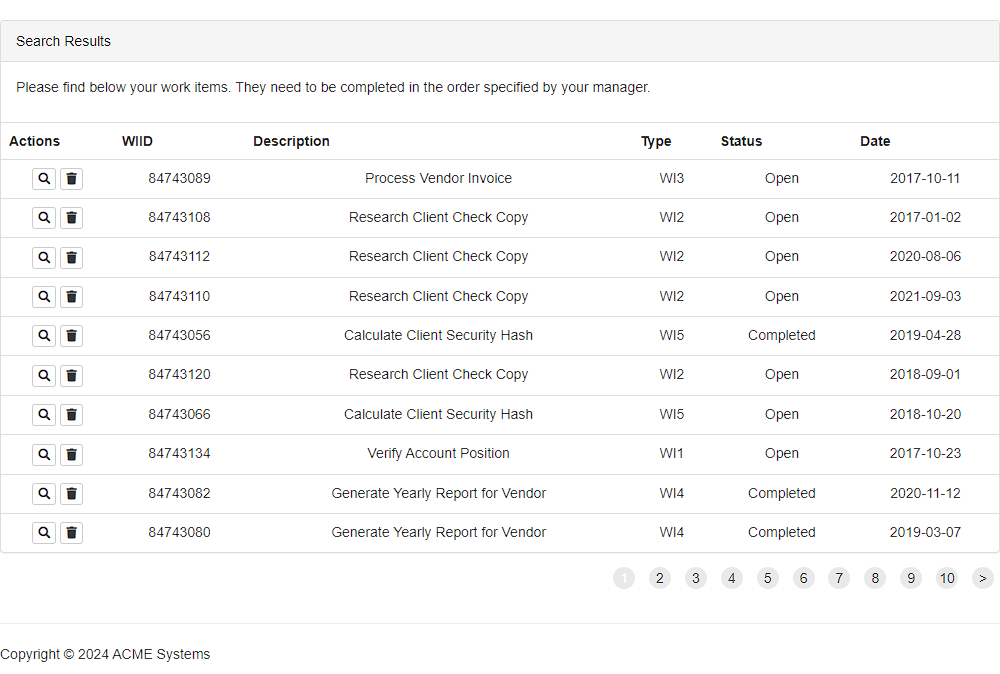 Search Results
Please find below your work items. They need to be completed in the order specified by your manager.
Actions WIID Description Type Status Date
84743089 Process Vendor Invoice WI3 Open 2017-10-11
84743108 Research Client Check Copy WI2 Open 2017-01-02
84743112 Research Client Check Copy WI2 Open 2020-08-06
84743110 Research Client Check Copy WI2 Open 2021-09-03
84743056 Calculate Client Security Hash WI5 Completed 2019-04-28
84743120 Research Client Check Copy WI2 Open 2018-09-01
84743066 Calculate Client Security Hash WI5 Open 2018-10-20
84743134 Verify Account Position WI1 Open 2017-10-23
84743082 Generate Yearly Report for Vendor WI4 Completed 2020-11-12
84743080 Generate Yearly Report for Vendor WI4 Completed 2019-03-07
1 2 3 4 5 6 7 8 9 10 >
Copyright © 2024 ACME Systems